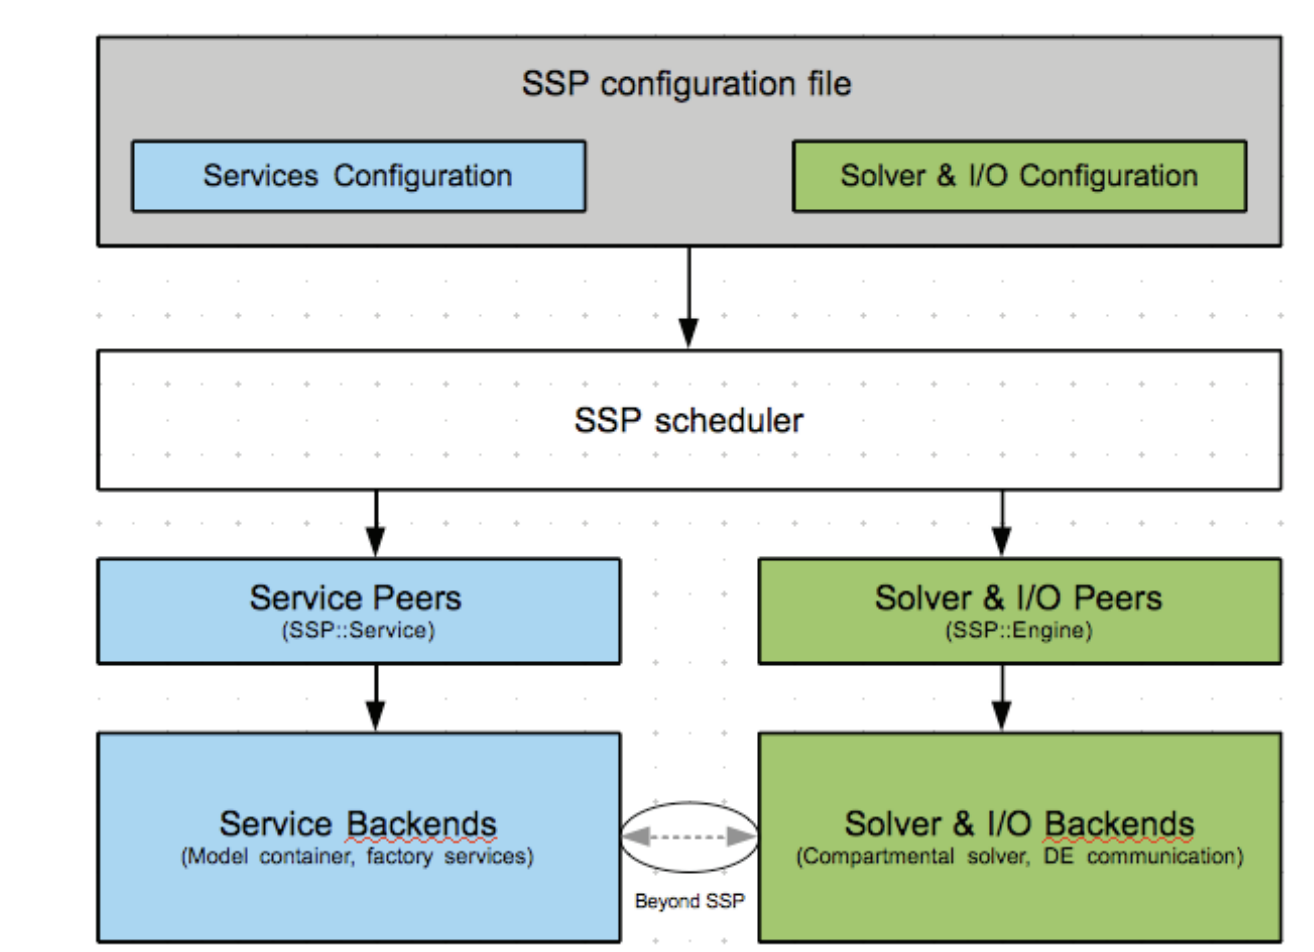 SSP configuration file
Services Configuration
Solver & I/O Configuration
SSP scheduler
Service Peers
(SSP::Service)
Solver & I/O Peers
(SSP::Engine)
Service Backends
(Model container, factory services)
Solver & I/O Backends
(Compartmental solver, DE communication)
Beyond SSP